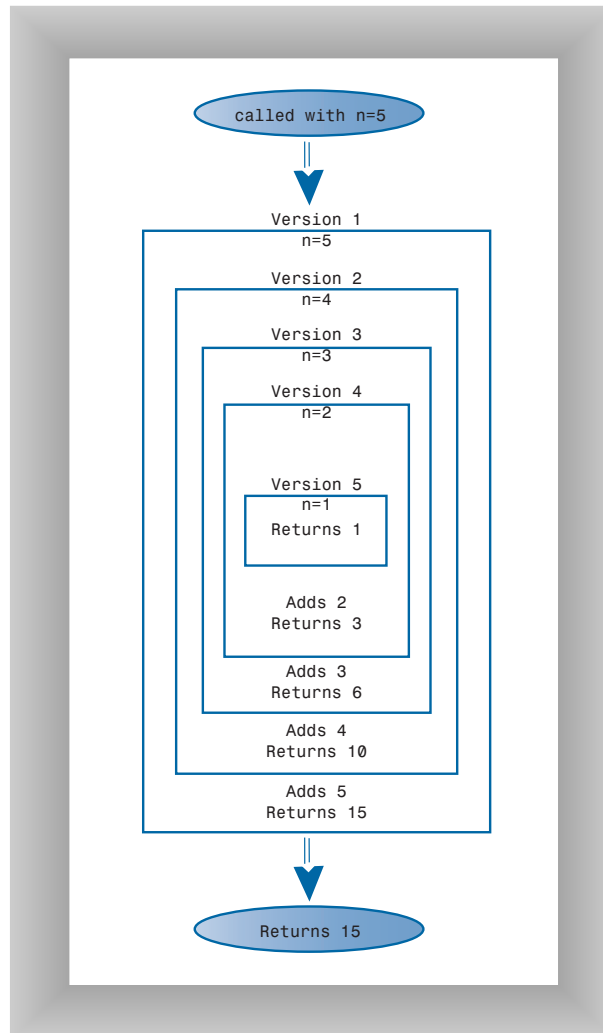 called with n=5
Version 1
n=5
Version 2
n=4
Version 3
n=3
Version 4
n=2
Version 5
n=1
Returns 1
Adds 2
Returns 3
Adds 3
Returns 6
Adds 4
Returns 10
Adds 5
Returns 15
Returns 15